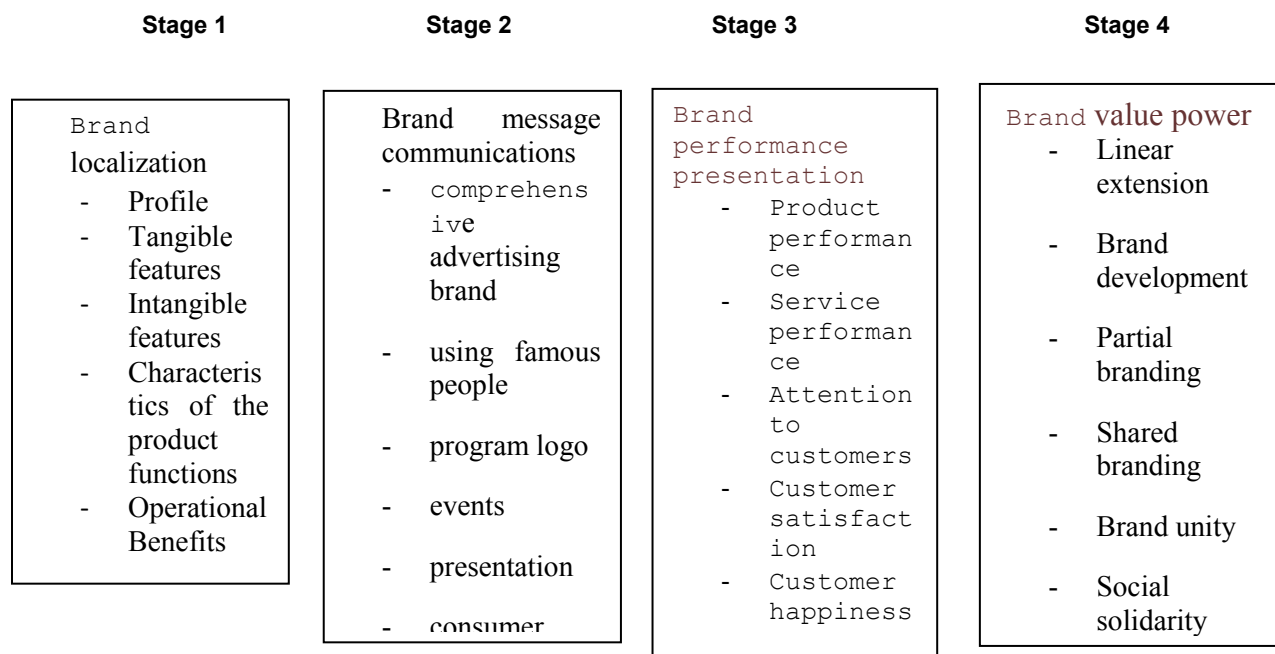 Stage 1
Stage 2
Stage 3
Stage 4
Brand
localization
- Profile
- Tangible
features
- Intangible
features
- Characteris
tics of the
product
functions
- Operational
Benefits
Brand message
communications
- comprehens
ive
advertising
brand
- using famous
people
- program logo
- events
- presentation
- consumer
Brand
performance
presentation
- Product
performan
ce
- Service
performan
ce
- Attention
to
customers
- Customer
satisfact
ion
- Customer
happiness
Brand value power
- Linear
extension
- Brand
development
- Partial
branding
- Shared
branding
- Brand unity
- Social
solidarity